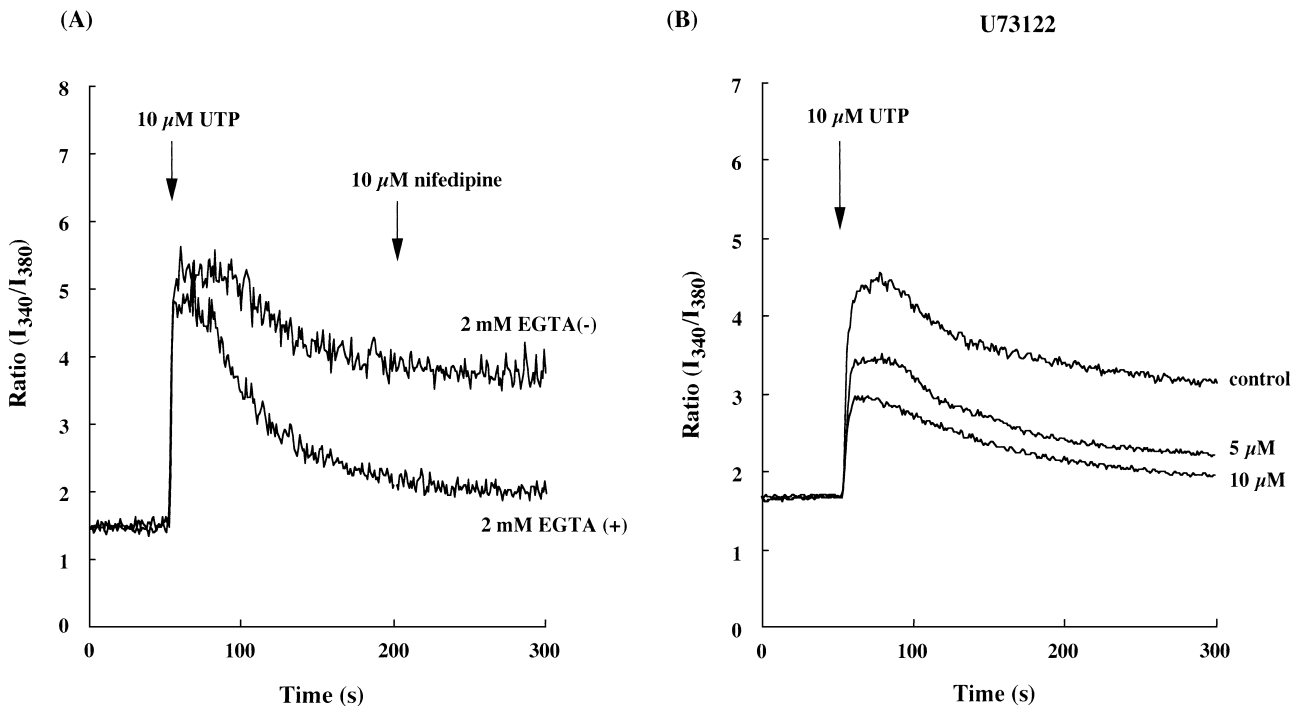 (A)
10 µM UTP
10 µM nifedipine
2 mM EGTA(-)
2 mM EGTA (+)
Ratio (I340/I380)
8
7
6
5
4
3
2
1
0
0 100 200 300
Time (s)
(B) U73122
10 µM UTP
control
5 µM
10 µM
Ratio (I340/I380)
7
6
5
4
3
2
1
0
0 100 200 300
Time (s)